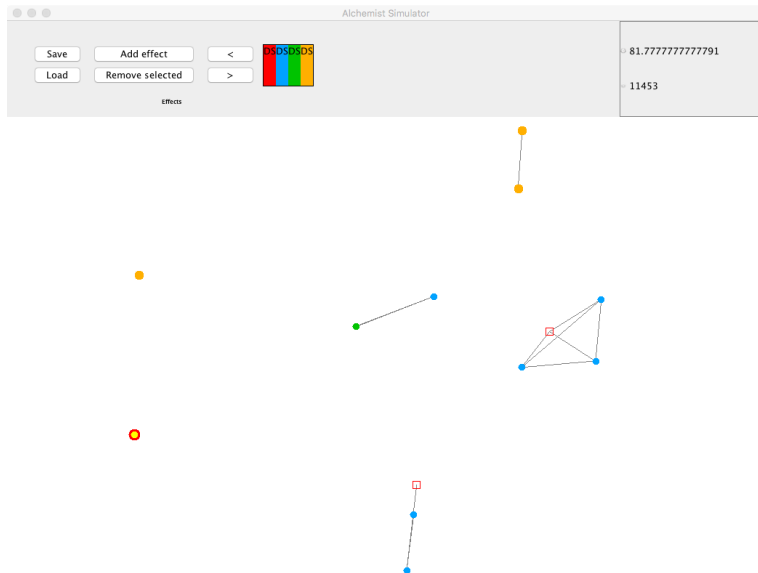 Alchemist Simulator
Save Add effect <
Load Remove selected >
Effects
DSDSDSDS
81.7777777777791
11453